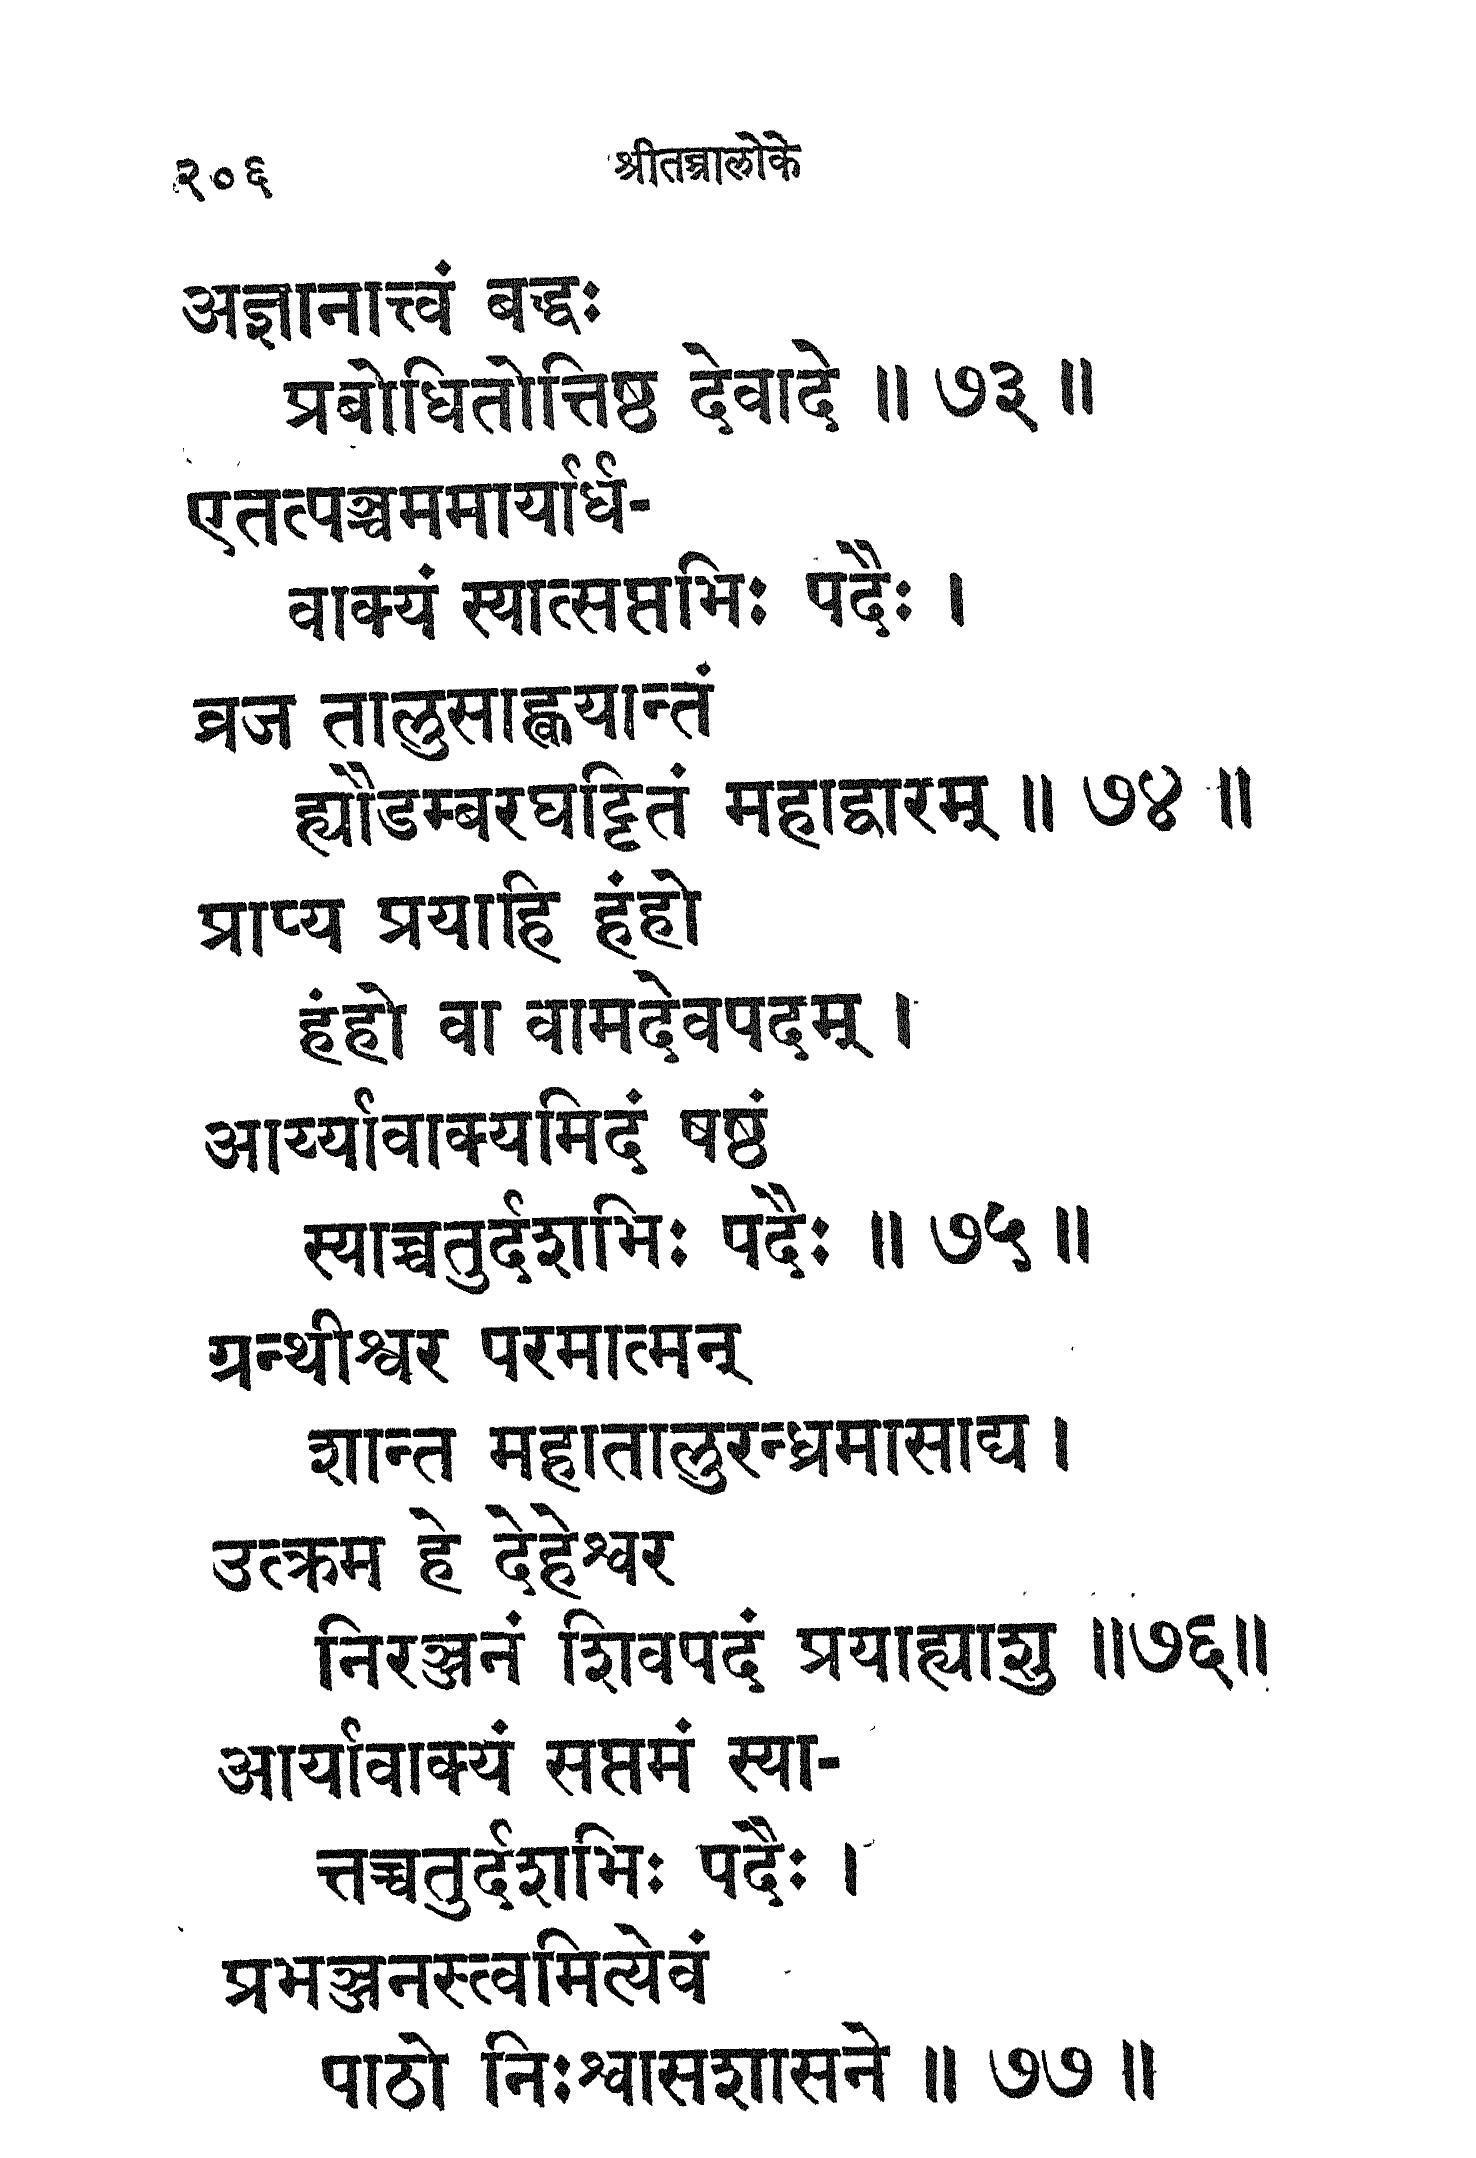 २०६
श्रीतन्त्रालोके
अज्ञानात्त्वं बद्धः
प्रबोधितोत्तिष्ठ देवादे ॥ ७३ ॥
एतत्पञ्चममार्यार्ध-
वाक्यं स्यात्सप्तभिः पदैः ।
व्रज तालुसाह्वयान्तं
ह्यौडम्बरघट्टितं महाद्वारम् ॥ ७४ ॥
प्राप्य प्रयाहि हंहो
हंहो वा वामदेवपदम् ।
आर्य्यावाक्यमिदं षष्ठं
स्याच्चतुर्दशभिः पदैः ॥ ७५ ॥
ग्रन्थीश्वर परमात्मन्
शान्त महातालुरन्ध्रमासाद्य ।
उत्क्रम हे देहेश्वर
निरञ्जनं शिवपदं प्रयाह्याशु ॥७६॥
आर्यावाक्यं सप्तमं स्या-
त्तच्चतुर्दशभिः पदैः ।
प्रभञ्जनस्त्वमित्येवं
पाठो निःश्वासशासने ॥ ७७ ॥